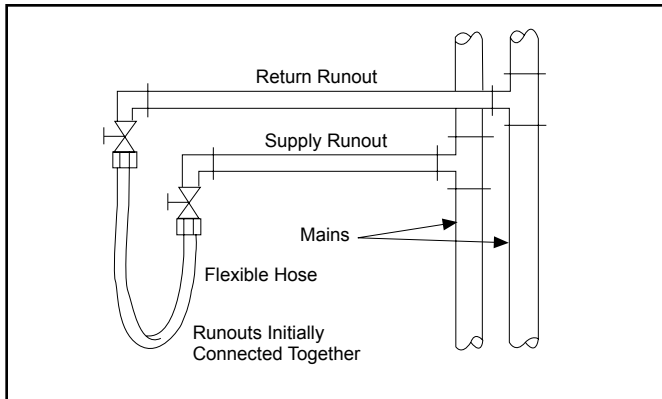 Return Runout
Supply Runout
Mains
Flexible Hose
Runouts Initially
Connected Together